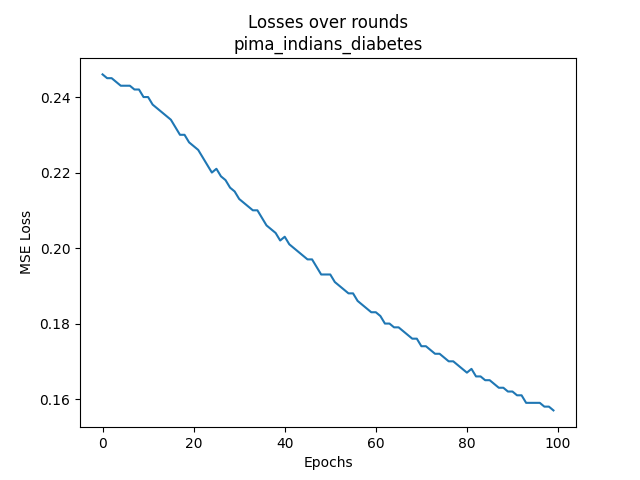 Losses over rounds
pima_indians_diabetes
0.24
0.22
0.20
0.18
0.16
MSE Loss
0 20 40 60 80 100
Epochs